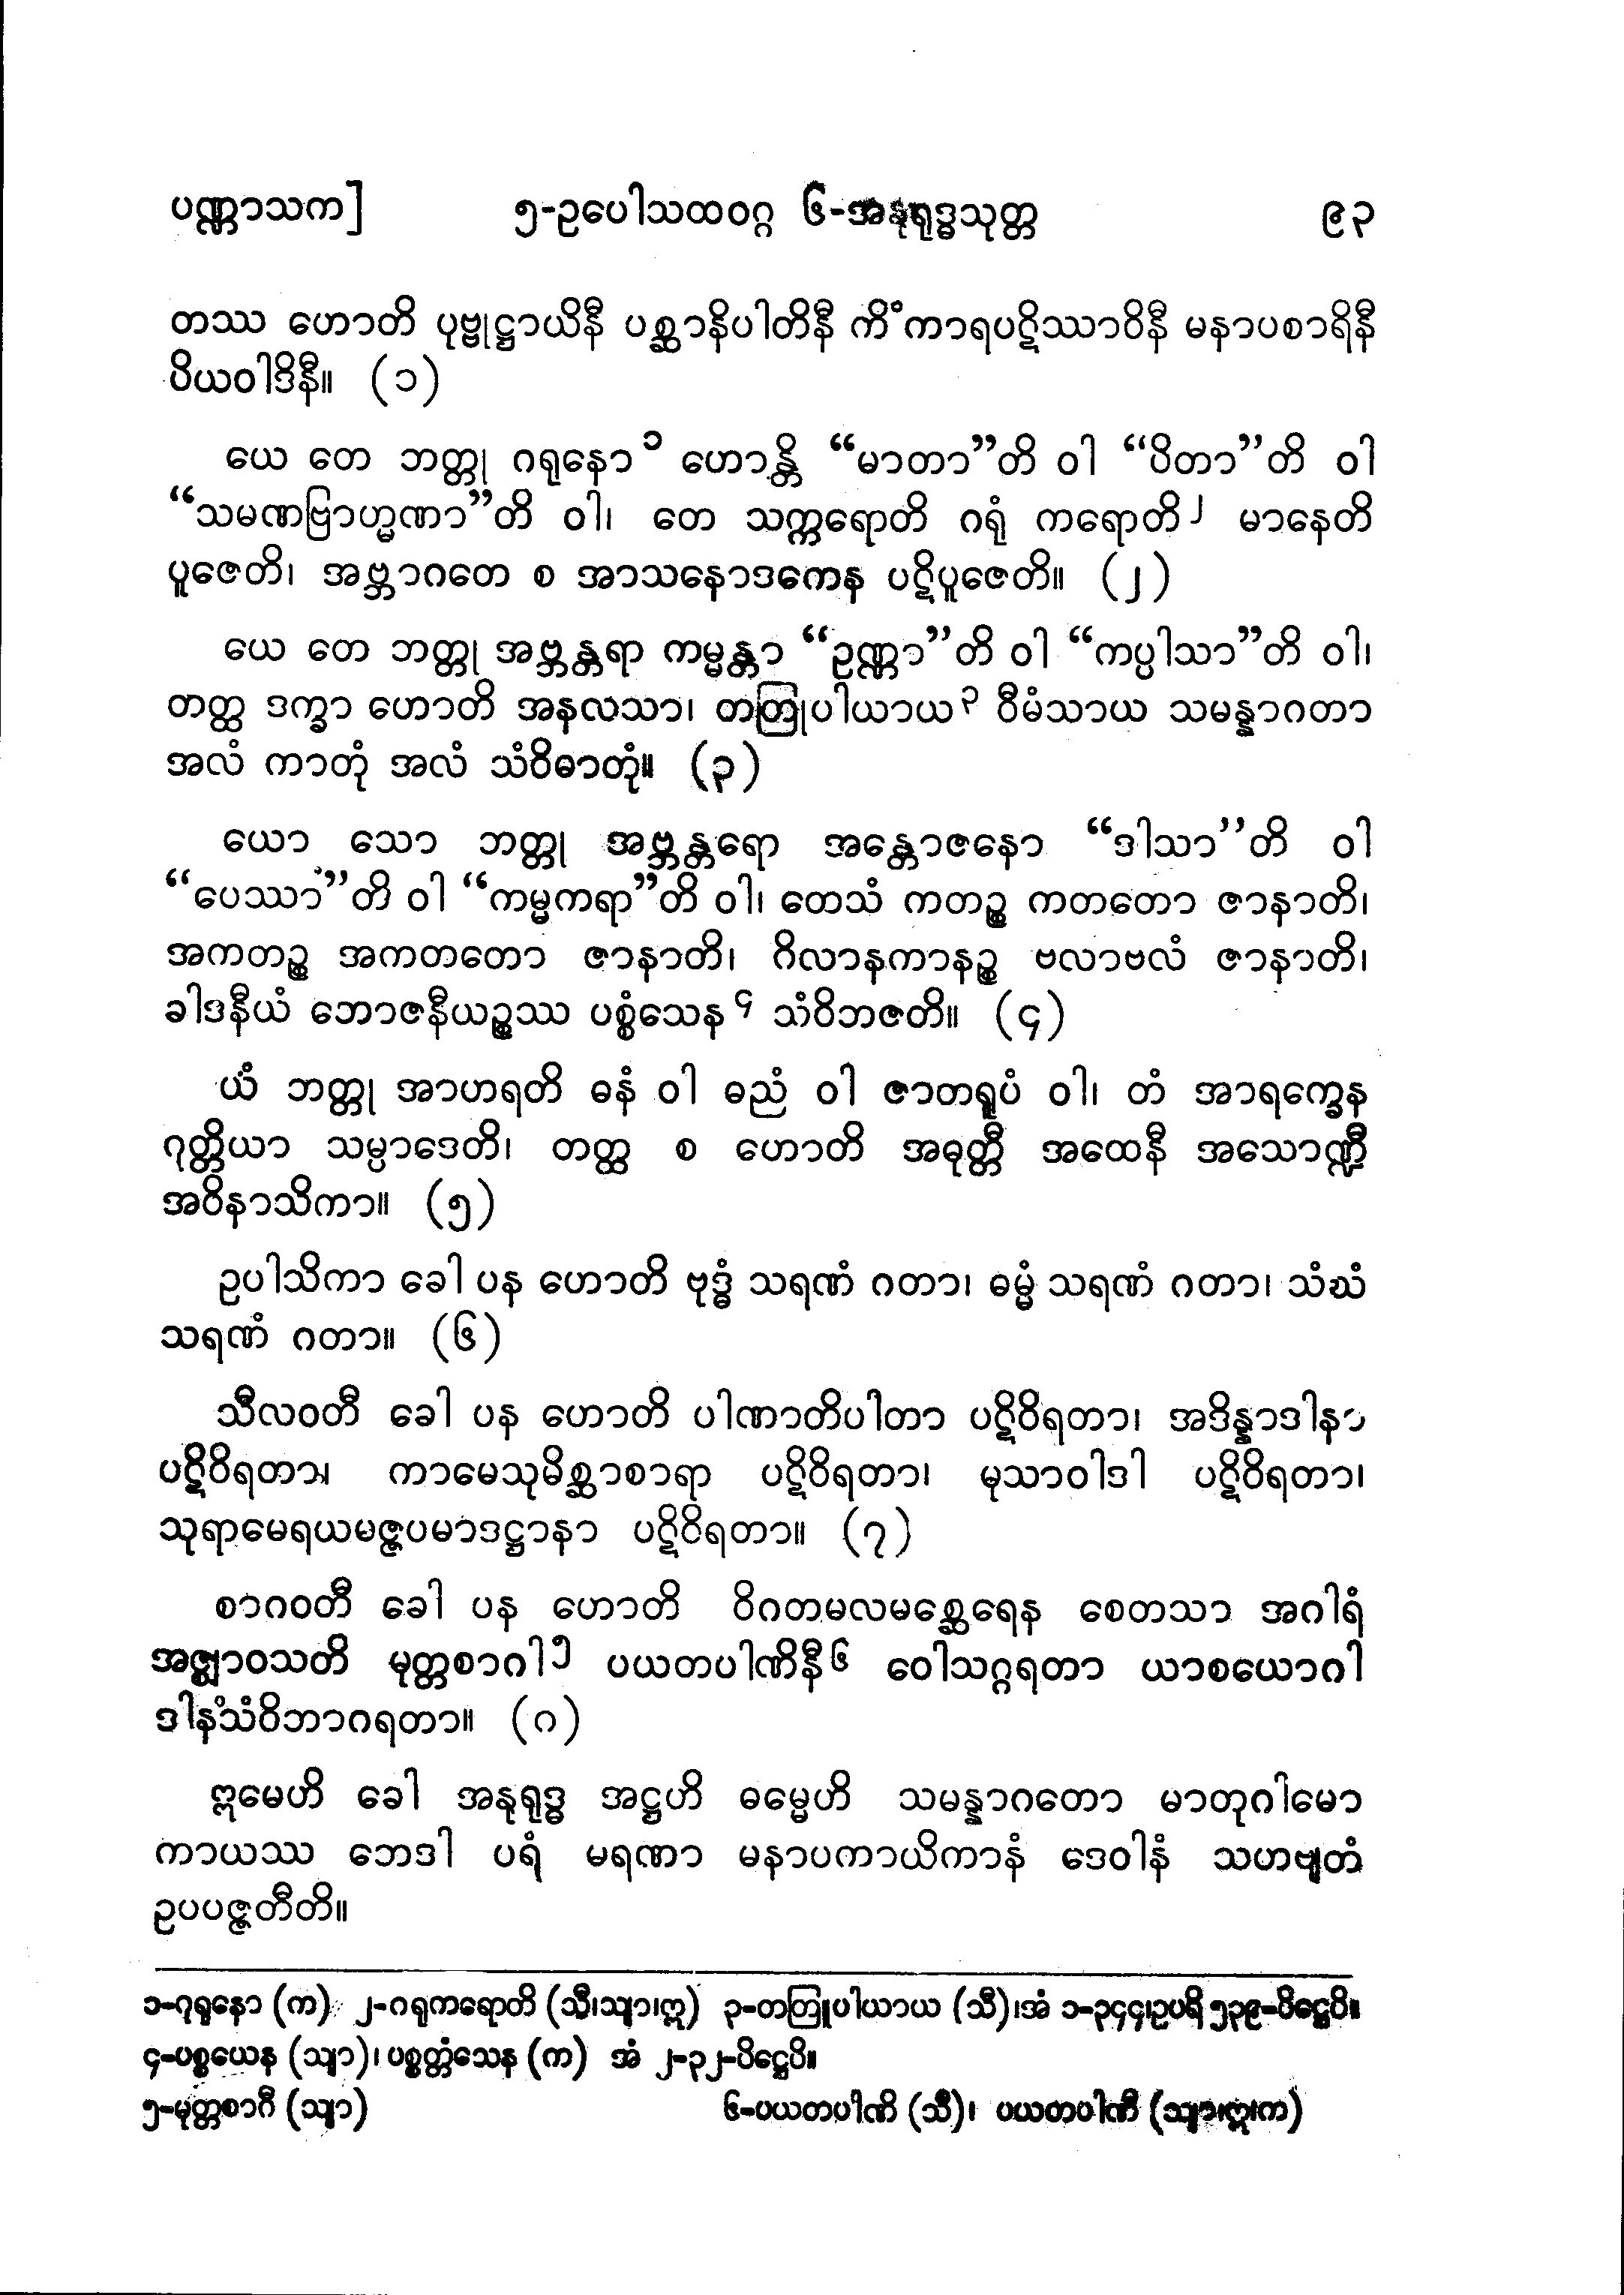 ပဏ္ဏာသက] ၅-ဥပေါသထဝဂ္ဂ ၆-အနုရုဒ္ဓသုတ္တ ၉၃
တဿ ဟောတိ ပုဗ္ဗုဋ္ဌာယိနီ ပစ္ဆာနိပါတိနီ ကိံကာရပဋိဿာဝိနီ မနာပစာရိနီ
ပိယဝါဒိနီ။ (၁)
ယေ တေ ဘတ္တု ဂရုနော ၁ ဟောန္တိ “မာတာ”တိ ဝါ “ပိတာ”တိ ဝါ
“သမဏဗြာဟ္မဏာ”တိ ဝါ၊ တေ သက္ကရောတိ ဂရုံ ကရောတိ ၂ မာနေတိ
ပူဇေတိ၊ အဗ္ဘာဂတေ စ အာသနောဒကေန ပဋိပူဇေတိ။ (၂)
ယေ တေ ဘတ္တု အဗ္ဘန္တရာ ကမ္မန္တာ “ဥဏ္ဏာ”တိ ဝါ “ကပ္ပါသာ”တိ ဝါ၊
တတ္ထ ဒက္ခာ ဟောတိ အနလသာ၊ တတြုပါယာယ ၃ ဝီမံသာယ သမန္နာဂတာ
အလံ ကာတုံ အလံ သံဝိဓာတုံ။ (၃)
ယော သော ဘတ္တု အဗ္ဘန္တရော အန္တောဇနော “ဒါသာ”တိ ဝါ
“ပေဿာ”တိ ဝါ “ကမ္မကရာ”တိ ဝါ၊ တေသံ ကတဉ္စ ကတတော ဇာနာတိ၊
အကတဉ္စ အကတတော ဇာနာတိ၊ ဂိလာနကာနဉ္စ ဗလာဗလံ ဇာနာတိ၊
ခါဒနီယံ ဘောဇနီယဉ္စဿ ပစ္စံသေန ၄ သံဝိဘဇတိ။ (၄)
ယံ ဘတ္တု အာဟရတိ ဓနံ ဝါ ဓညံ ဝါ ဇာတရူပံ ဝါ၊ တံ အာရက္ခေန
ဂုတ္တိယာ သမ္ပာဒေတိ၊ တတ္ထ စ ဟောတိ အဓုတ္တီ အထေနီ အသောဏ္ဍီ
အဝိနာသိကာ။ (၅)
ဥပါသိကာ ခေါ ပန ဟောတိ ဗုဒ္ဓံ သရဏံ ဂတာ၊ ဓမ္မံ သရဏံ ဂတာ၊ သံဃံ
သရဏံ ဂတာ။ (၆)
သီလဝတီ ခေါ ပန ဟောတိ ပါဏာတိပါတာ ပဋိဝိရတာ၊ အဒိန္နာဒါနာ
ပဋိဝိရတာ၊ ကာမေသုမိစ္ဆာစာရာ ပဋိဝိရတာ၊ မုသာဝါဒါ ပဋိဝိရတာ၊
သုရာမေရယမဇ္ဇပမာဒဋ္ဌာနာ ပဋိဝိရတာ။ (၇)
စာဂဝတီ ခေါ ပန ဟောတိ ဝိဂတမလမစ္ဆေရေန စေတသာ အဂါရံ
အဇ္ဈာဝသတိ မုတ္တစာဂါ ၅ ပယတပါဏိနီ ၆ ဝေါသဂ္ဂရတာ ယာစယောဂါ
ဒါနသံဝိဘာဂရတာ။ (ဂ)
ဣမေဟိ ခေါ အနုရုဒ္ဓ အဋ္ဌဟိ ဓမ္မေဟိ သမန္နာဂတော မာတုဂါမော
ကာယဿ ဘေဒါ ပရံ မရဏာ မနာပကာယိကာနံ ဒေဝါနံ သဟဗျတံ
ဥပပဇ္ဇတီတိ။
၁-ဂုရုနော (က) ၂-ဂရုကရောတိ (သီ၊သျာ၊ဣ) ၃-တတြူပါယာယ (သီ)၊အံ ၁-၃၄၄၊ဥပရိ ၅၃၉-ပိဋ္ဌေပိ။
၄-ပစ္စယေန (သျာ)၊ ပစ္စတ္တံသေန (က) အံ ၂-၃၂-ပိဋ္ဌေပိ။
၅-မုတ္တစာဂီ (သျာ) ၆-ပယတပါဏိ (သီ)၊ ပယတပါဏီ (သျာ၊ဣ၊က)